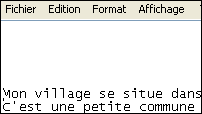 Fichier Edition Format Affichage
Mon village se situe dans
C'est une petite commune